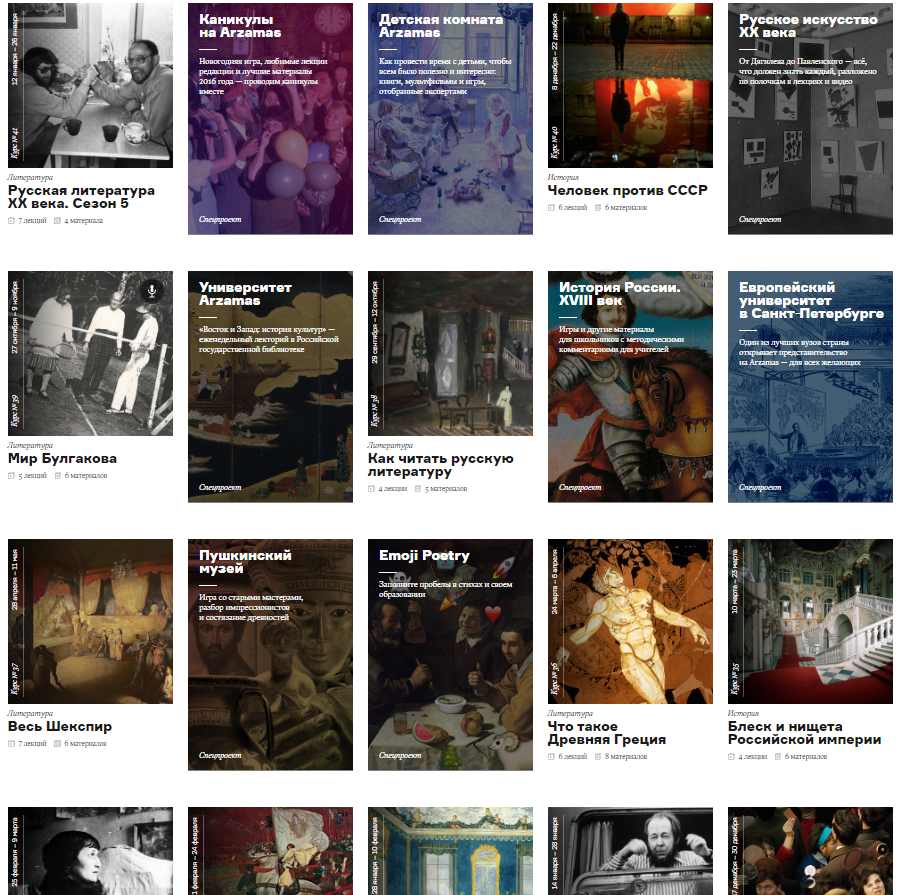 12 января – 26 января
Курс № 41
Литература
Русская литература
XX века. Сезон 5
7 лекций 4 материала
Каникулы
на Arzamas
Новогодняя игра, любимые лекции
редакции и лучшие материалы
2016 года — проводим каникулы
вместе
Спецпроект
Детская комната
Arzamas
Как провести время с детьми, чтобы
всем было полезно и интересно:
книги, мультфильмы и игры,
отобранные экспертами
Спецпроект
8 декабря – 22 декабря
Курс № 40
История
Человек против СССР
6 лекций 6 материалов
Русское искусство
XX века
От Дягилева до Павленского — всё,
что должен знать каждый, разложено
по полочкам в лекциях и видео
Спецпроект
27 октября – 9 ноября
Курс № 39
Литература
Мир Булгакова
5 лекций 6 материалов
Университет
Arzamas
«Восток и Запад: история культур» —
еженедельный лекторий в Российской
государственной библиотеке
Спецпроект
29 сентября – 12 октября
Курс № 38
Литература
Как читать русскую
литературу
4 лекции 5 материалов
История России.
XVIII век
Игры и другие материалы
для школьников с методическими
комментариями для учителей
Спецпроект
Европейский
университет
в Санкт-Петербурге
Один из лучших вузов страны
открывает представительство
на Arzamas — для всех желающих
Спецпроект
28 апреля – 11 мая
Курс № 37
Литература
Весь Шекспир
7 лекций 6 материалов
Пушкинский
музей
Игра со старыми мастерами,
разбор импрессионистов
и состязание древностей
Спецпроект
Emoji Poetry
Заполните пробелы в стихах и своем
образовании
Спецпроект
24 марта – 6 апреля
Курс № 36
Литература
Что такое
Древняя Греция
6 лекций 8 материалов
10 марта – 23 марта
Курс № 35
История
Блеск и нищета
Российской империи
4 лекции 6 материалов
25 февраля – 9 марта
февраля – 24 февраля
28 января – 10 февраля
14 января – 28 января
декабря – 30 декабря